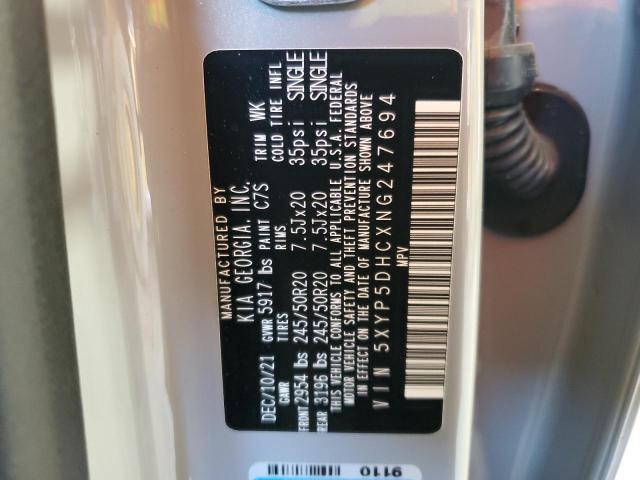 MANUFACTURED BY
KIA GEORGIA, INC.
DEC/10/21 GVWR 5917 lbs PAINT C7S TRIM WK
GAWR TIRES RIMS COLD TIRE INFL
FRONT 2954 lbs 245/50R20 7.5Jx20 35psi SINGLE
REAR 3196 lbs 245/50R20 7.5Jx20 35psi SINGLE
THIS VEHICLE CONFORMS TO ALL APPLICABLE U.S.A. FEDERAL
MOTOR VEHICLE SAFETY AND THEFT PREVENTION STANDARDS
IN EFFECT ON THE DATE OF MANUFACTURE SHOWN ABOVE
VIN 5XYP5DHCXNG247694
MPV
9110